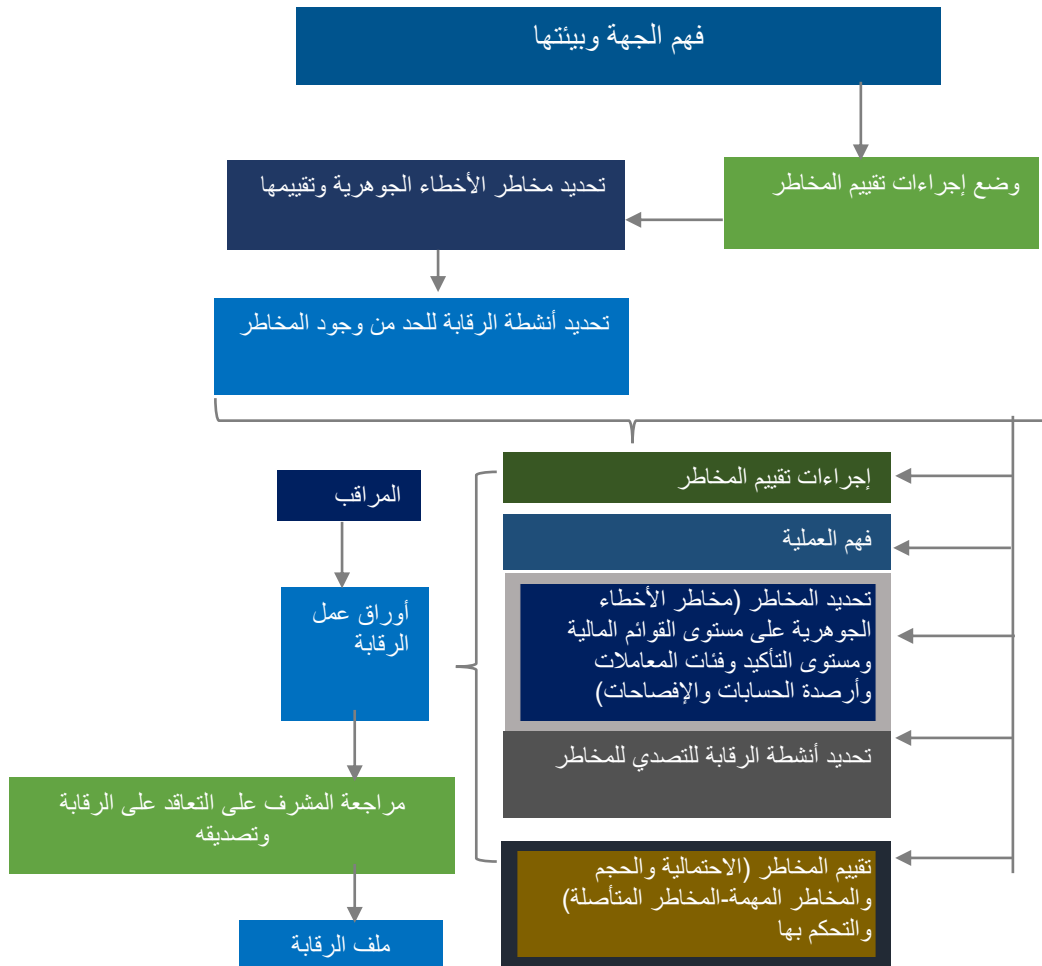 فهم الجهة وبيئتها
وضع إجراءات تقييم المخاطر
تحديد مخاطر الأخطاء الجوهرية وتقييمها
تحديد أنشطة الرقابة للحد من وجود المخاطر
إجراءات تقييم المخاطر
فهم العملية
تحديد المخاطر (مخاطر الأخطاء
الجوهرية على مستوى القوائم المالية
ومستوى التأكيد وفئات المعاملات
وأرصدة الحسابات والإفصاحات)
تحديد أنشطة الرقابة للتصدي للمخاطر
تقييم المخاطر (الاحتمالية والحجم
والمخاطر المهمة-المخاطر المتأصلة)
والتحكم بها
المراقب
أوراق عمل
الرقابة
مراجعة المشرف على التعاقد على الرقابة
وتصديقه
ملف الرقابة